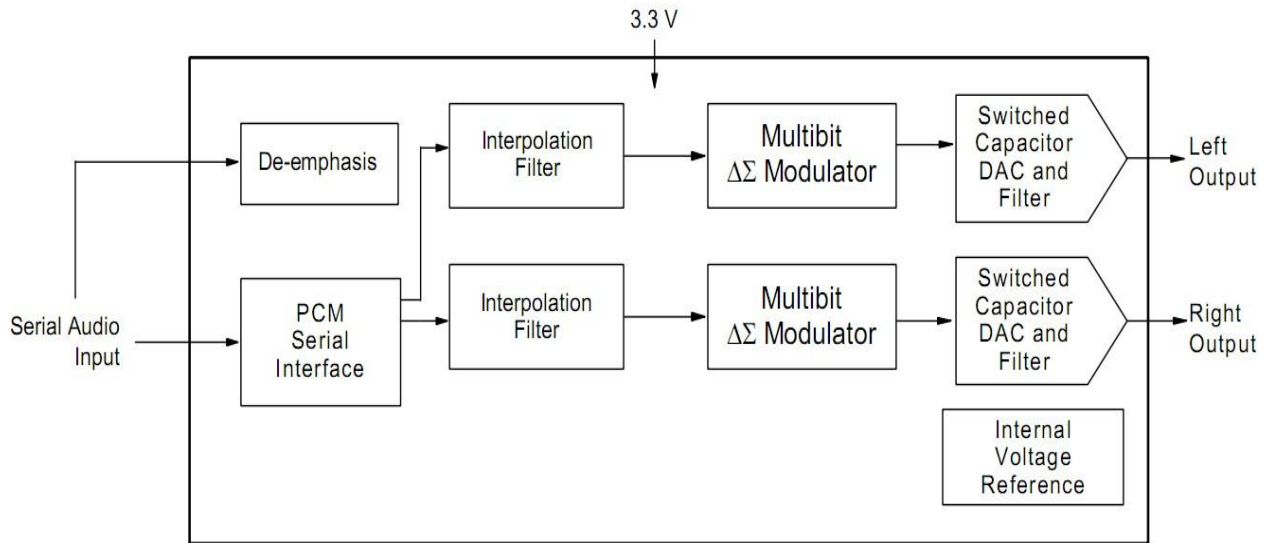 3.3 V
De-emphasis
Interpolation
Filter
Multibit
ΔΣ Modulator
Switched
Capacitor
DAC and
Filter
Left
Output
Serial Audio
Input
PCM
Serial
Interface
Interpolation
Filter
Multibit
ΔΣ Modulator
Switched
Capacitor
DAC and
Filter
Right
Output
Internal
Voltage
Reference